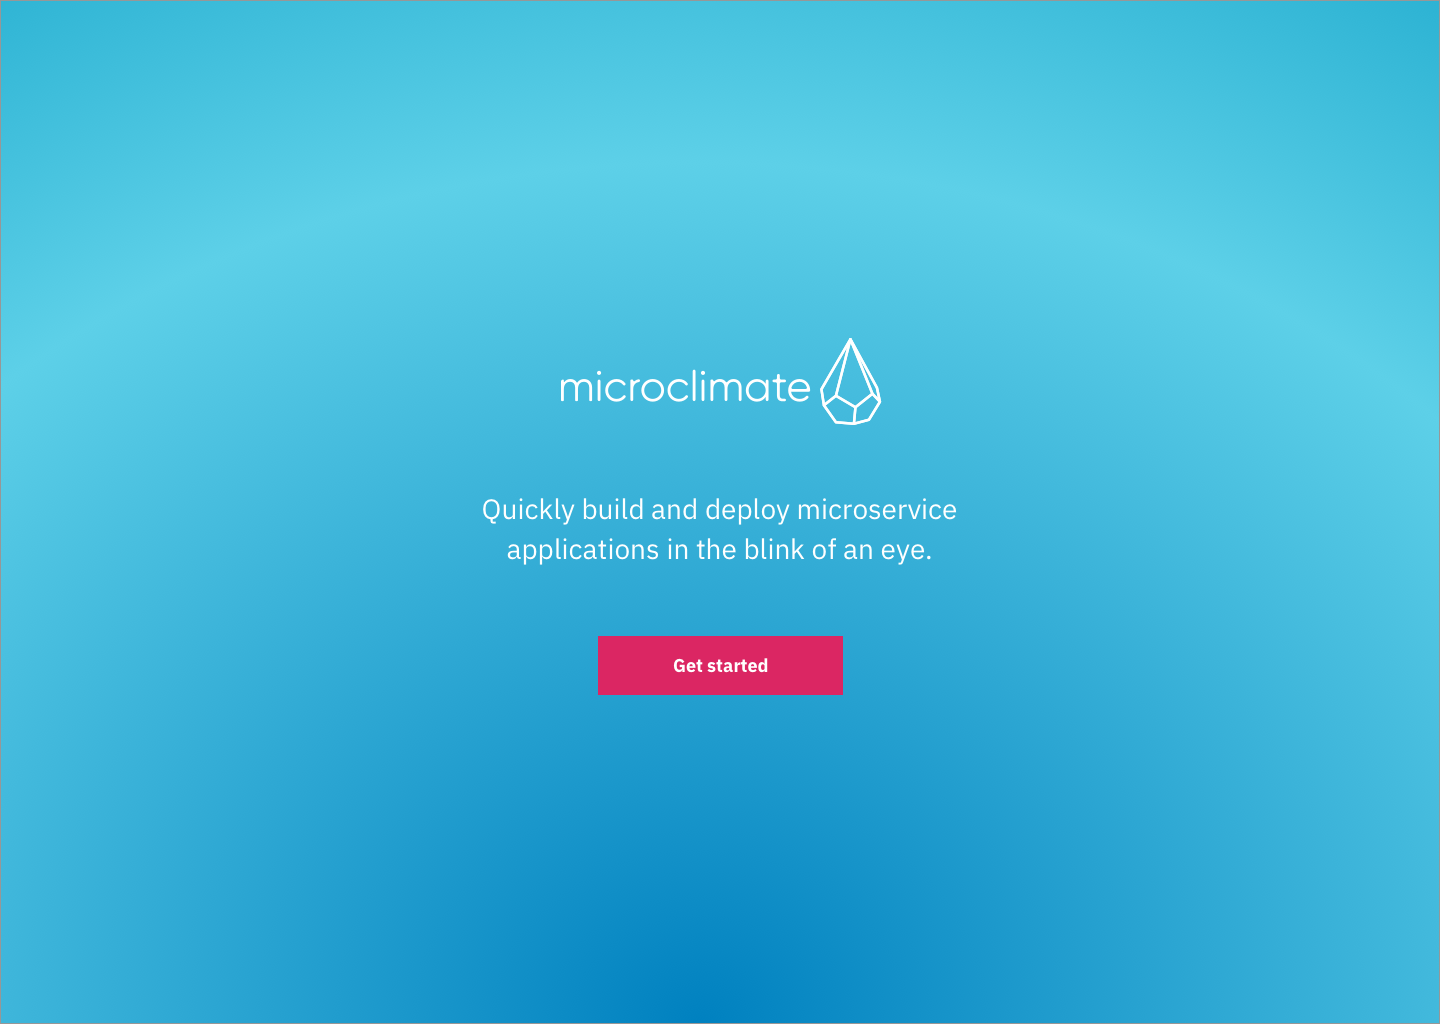 microclimate
Quickly build and deploy microservice
applications in the blink of an eye.
Get started